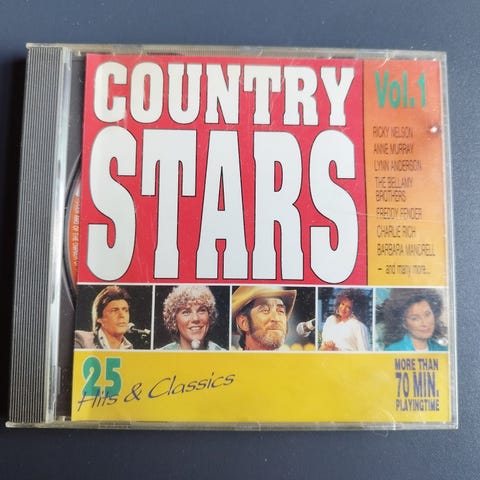 COUNTRY
STARS
Vol.1
RICKY NELSON
ANNE MURRAY
LYNN ANDERSON
THE BELLAMY
BROTHERS
FREDDY FENDER
CHARLIE RICH
BARBARA MANDRELL
– and many more...
25
Hits & Classics
MORE THAN
70 MIN.
PLAYINGTIME